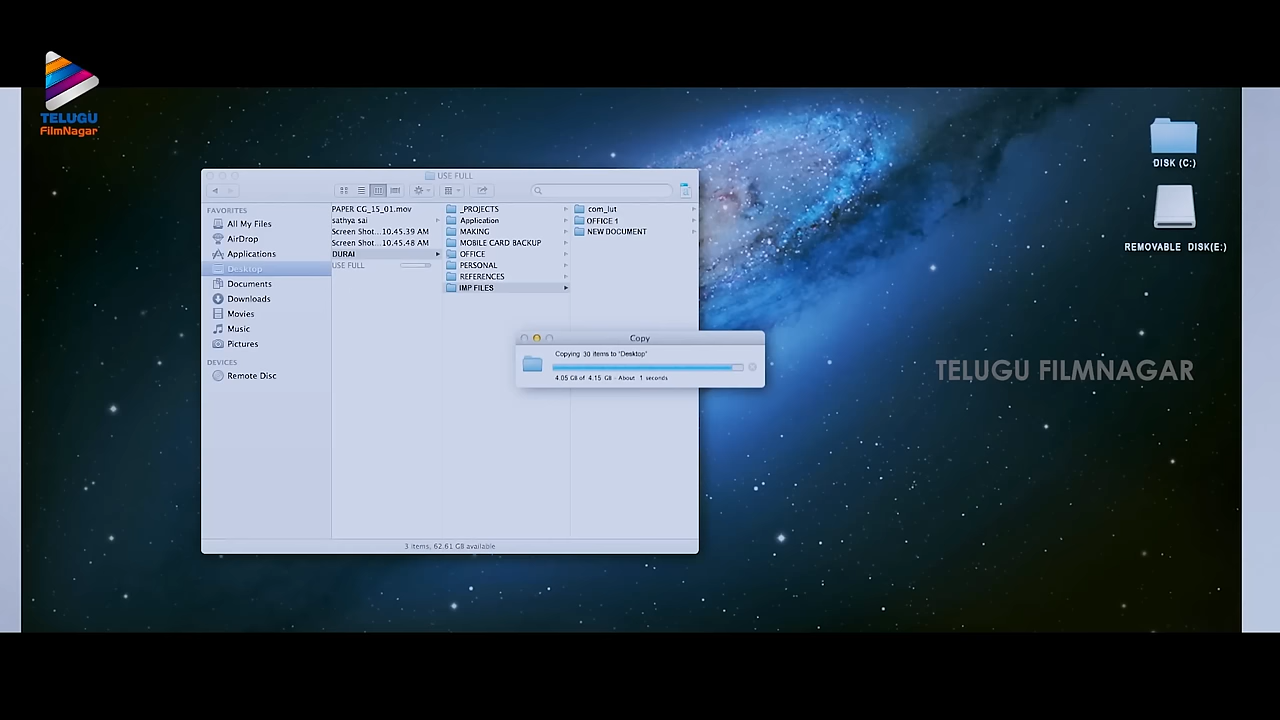 TELUGU
FilmNagar
DISK (C:)
REMOVABLE DISK(E:)
USE FULL
FAVORITES
All My Files
AirDrop
Applications
Desktop
Documents
Downloads
Movies
Music
Pictures
DEVICES
Remote Disc
PAPER CG_15_01.mov
sathya sai
Screen Shot...10.45.39 AM
Screen Shot...10.45.48 AM
DURAI
USE FULL
_PROJECTS
Application
MAKING
MOBILE CARD BACKUP
OFFICE
PERSONAL
REFERENCES
IMP FILES
com_lut
OFFICE 1
NEW DOCUMENT
Copy
Copying 30 items to "Desktop"
4.05 GB of 4.15 GB - About 1 seconds
TELUGU FILMNAGAR
3 items, 62.61 GB available